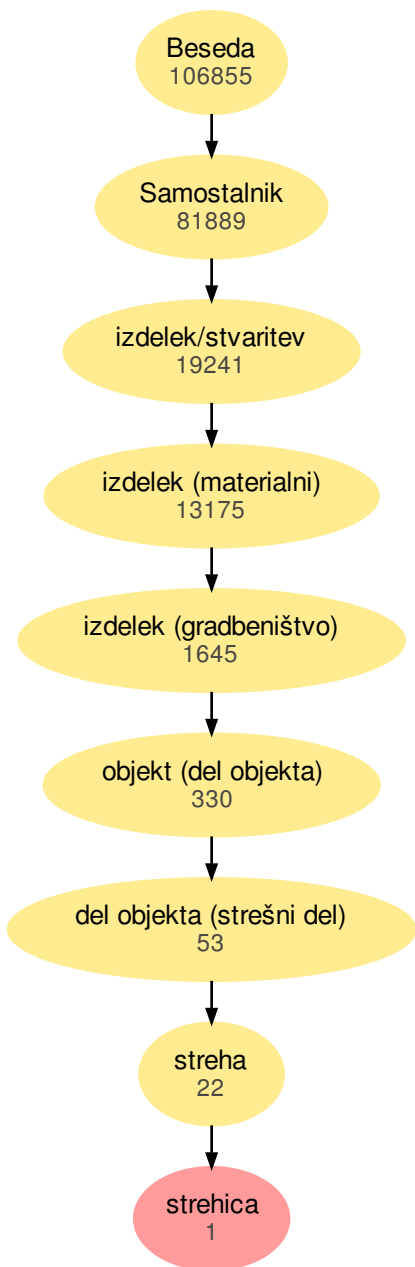 Beseda
106855
Samostalnik
81889
izdelek/stvaritev
19241
izdelek (materialni)
13175
izdelek (gradbeništvo)
1645
objekt (del objekta)
330
del objekta (strešni del)
53
streha
22
strehica
1